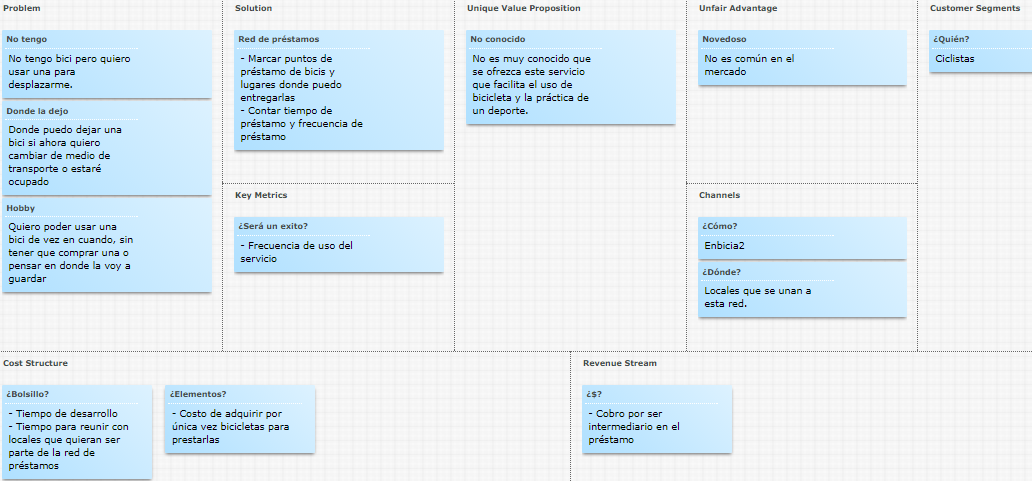 Problem
No tengo
No tengo bici pero quiero
usar una para
desplazarme.
Donde la dejo
Donde puedo dejar una
bici si ahora quiero
cambiar de medio de
transporte o estaré
ocupado
Hobby
Quiero poder usar una
bici de vez en cuando, sin
tener que comprar una o
pensar en donde la voy a
guardar
Solution
Red de préstamos
- Marcar puntos de
préstamo de bicis y
lugares donde puedo
entregarlas
- Contar tiempo de
préstamo y frecuencia de
préstamo
Key Metrics
¿Será un exito?
- Frecuencia de uso del
servicio
Unique Value Proposition
No conocido
No es muy conocido que
se ofrezca este servicio
que facilita el uso de
bicicleta y la práctica de
un deporte.
Unfair Advantage
Novedoso
No es común en el
mercado
Channels
¿Cómo?
Enbicia2
¿Dónde?
Locales que se unan a
esta red.
Customer Segments
¿Quién?
Ciclistas
Cost Structure
¿Bolsillo?
- Tiempo de desarrollo
- Tiempo para reunir con
locales que quieran ser
parte de la red de
préstamos
¿Elementos?
- Costo de adquirir por
única vez bicicletas para
prestarlas
Revenue Stream
¿$?
- Cobro por ser
intermediario en el
préstamo